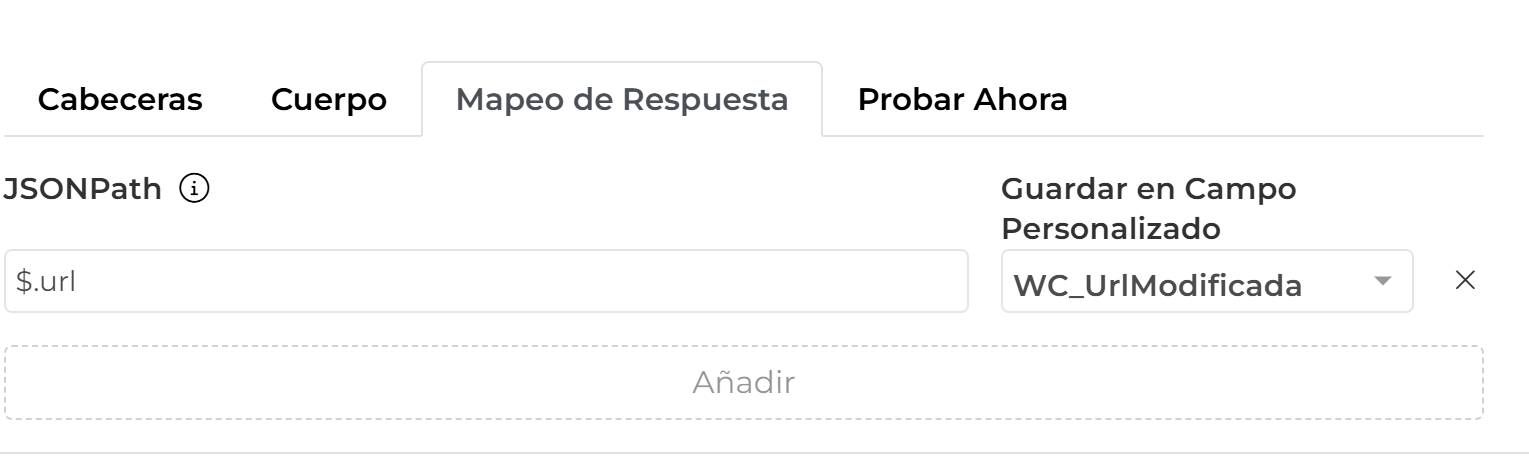 Cabeceras Cuerpo Mapeo de Respuesta Probar Ahora
JSONPath
Guardar en Campo
Personalizado
$.url
WC_UrlModificada
Añadir